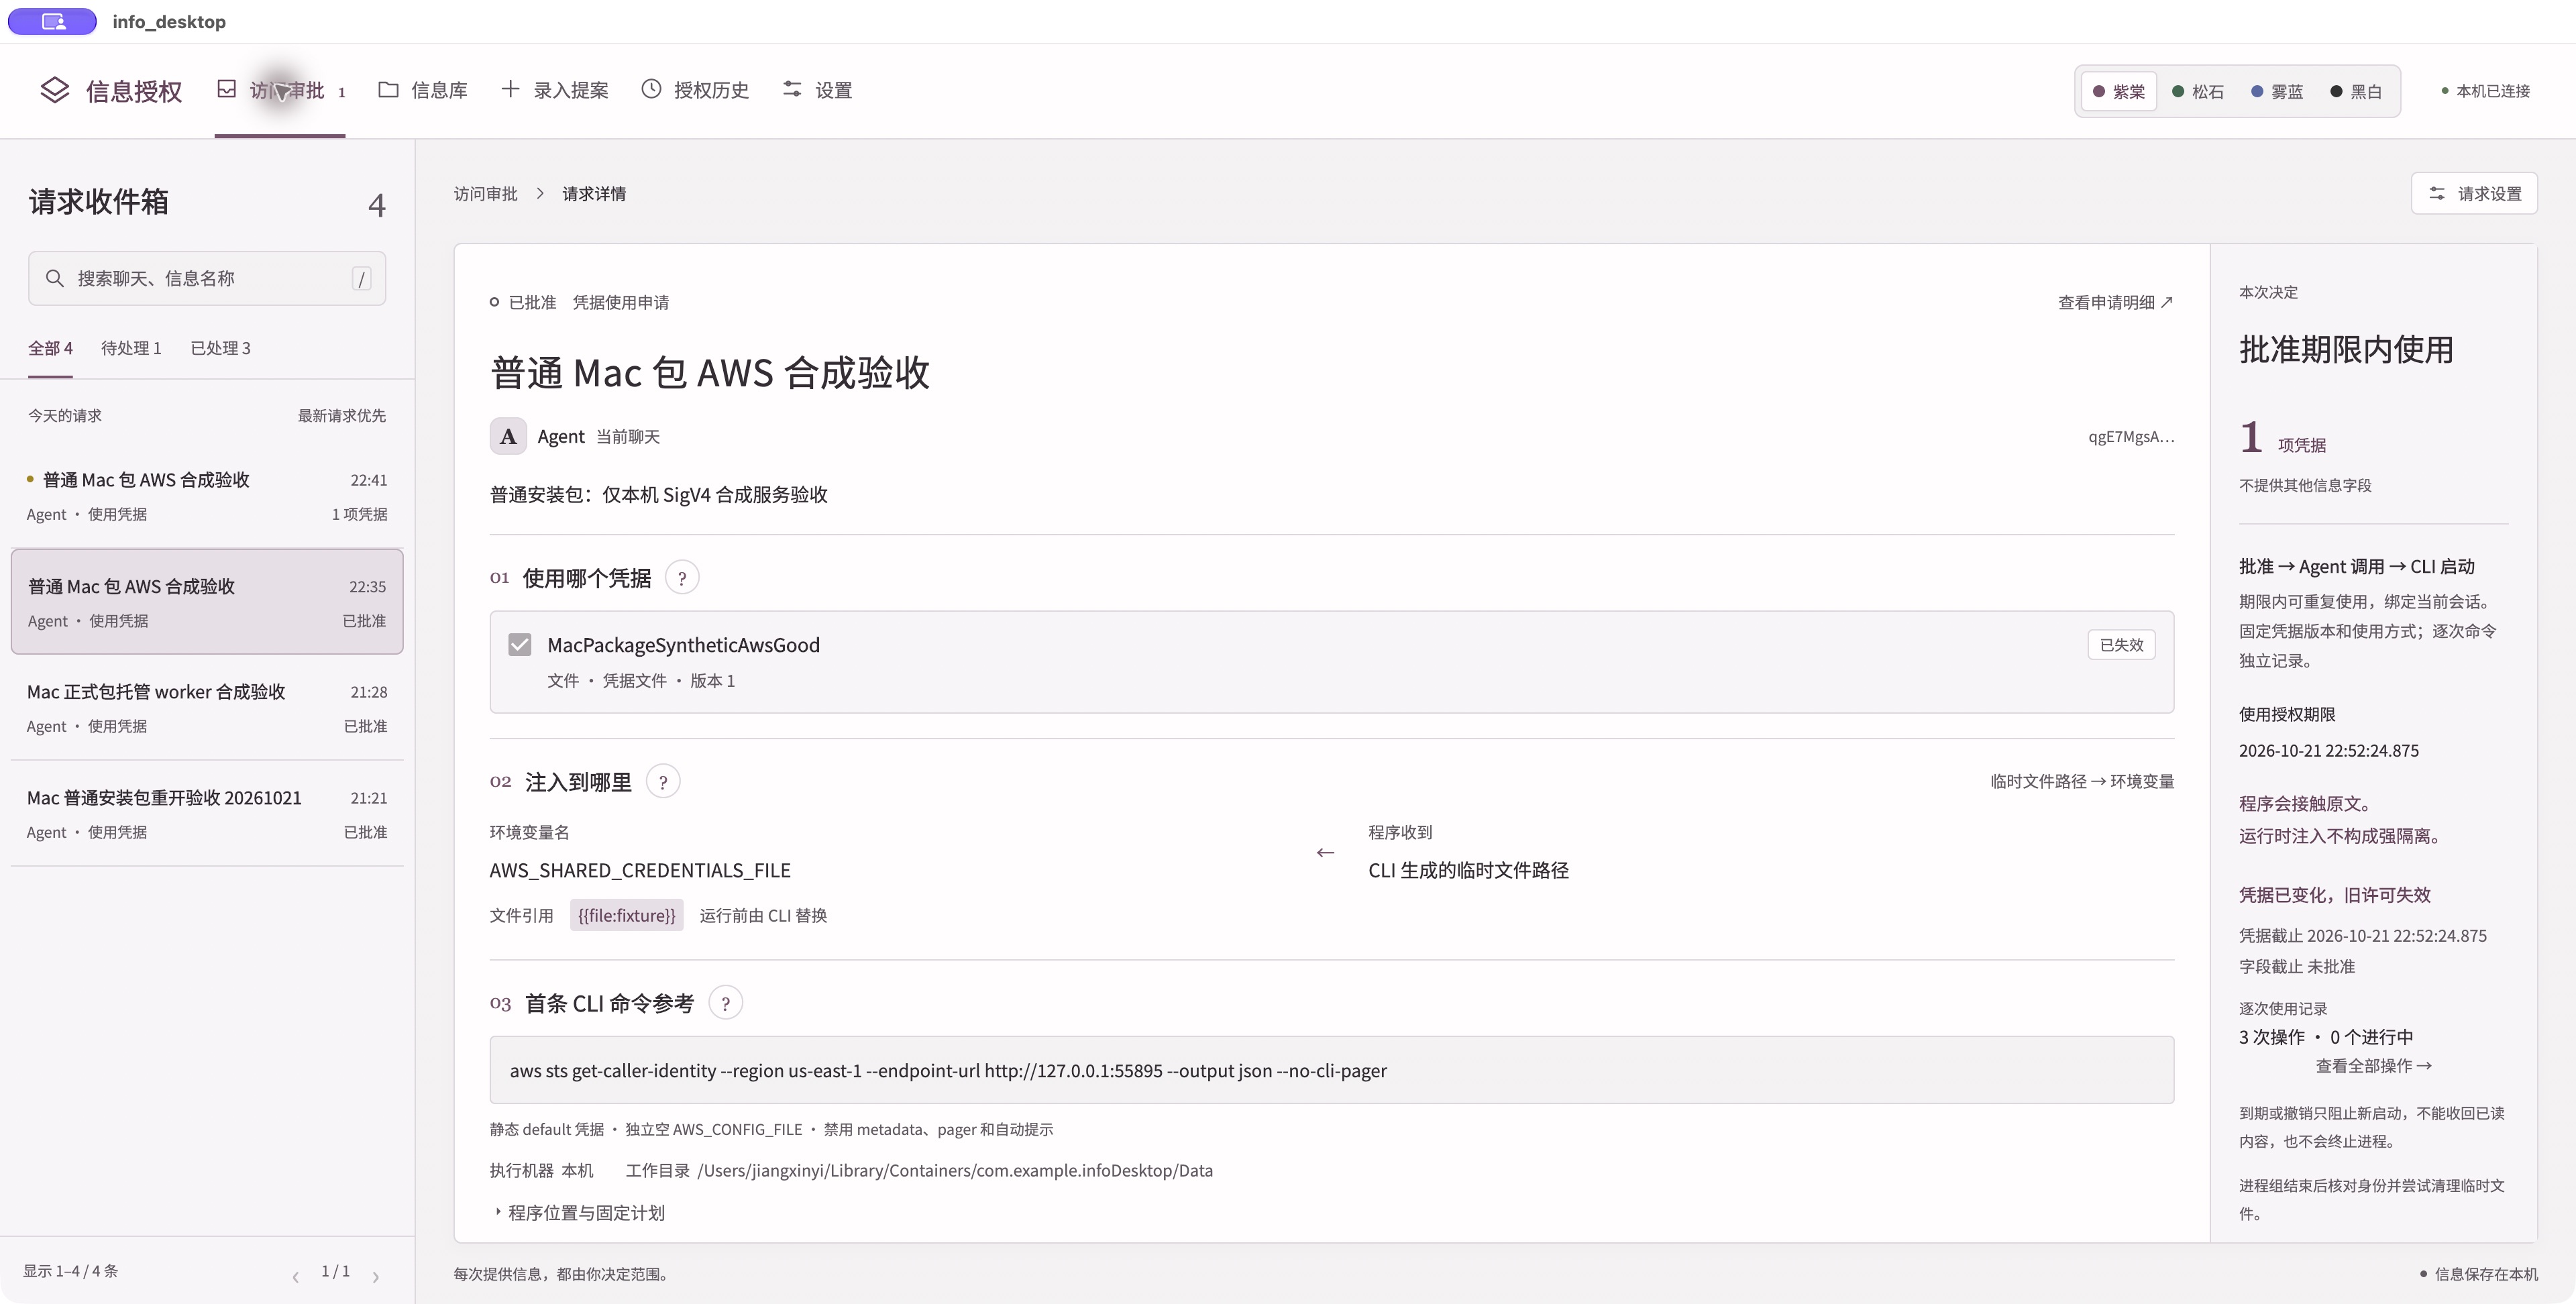 info_desktop
信息授权
访问审批 1
信息库
录入提案
授权历史
设置
紫棠
松石
雾蓝
黑白
本机已连接
请求收件箱
4
搜索聊天、信息名称
/
全部 4
待处理 1
已处理 3
今天的请求
最新请求优先
普通 Mac 包 AWS 合成验收
22:41
Agent · 使用凭据
1 项凭据
普通 Mac 包 AWS 合成验收
22:35
Agent · 使用凭据
已批准
Mac 正式包托管 worker 合成验收
21:28
Agent · 使用凭据
已批准
Mac 普通安装包重开验收 20261021
21:21
Agent · 使用凭据
已批准
显示 1–4 / 4 条
‹ 1 / 1 ›
访问审批 > 请求详情
请求设置
已批准 凭据使用申请
查看申请明细 ↗
普通 Mac 包 AWS 合成验收
A Agent 当前聊天
qgE7MgsA…
普通安装包：仅本机 SigV4 合成服务验收
01 使用哪个凭据 ?
MacPackageSyntheticAwsGood
已失效
文件 · 凭据文件 · 版本 1
02 注入到哪里 ?
临时文件路径 → 环境变量
环境变量名
AWS_SHARED_CREDENTIALS_FILE
←
程序收到
CLI 生成的临时文件路径
文件引用 {{file:fixture}} 运行前由 CLI 替换
03 首条 CLI 命令参考 ?
aws sts get-caller-identity --region us-east-1 --endpoint-url http://127.0.0.1:55895 --output json --no-cli-pager
静态 default 凭据 · 独立空 AWS_CONFIG_FILE · 禁用 metadata、pager 和自动提示
执行机器 本机 工作目录 /Users/jiangxinyi/Library/Containers/com.example.infoDesktop/Data
程序位置与固定计划
本次决定
批准期限内使用
1 项凭据
不提供其他信息字段
批准 → Agent 调用 → CLI 启动
期限内可重复使用，绑定当前会话。
固定凭据版本和使用方式；逐次命令
独立记录。
使用授权期限
2026-10-21 22:52:24.875
程序会接触原文。
运行时注入不构成强隔离。
凭据已变化，旧许可失效
凭据截止 2026-10-21 22:52:24.875
字段截止 未批准
逐次使用记录
3 次操作 · 0 个进行中
查看全部操作 →
到期或撤销只阻止新启动，不能收回已读
内容，也不会终止进程。
进程组结束后核对身份并尝试清理临时文
件。
每次提供信息，都由你决定范围。
信息保存在本机